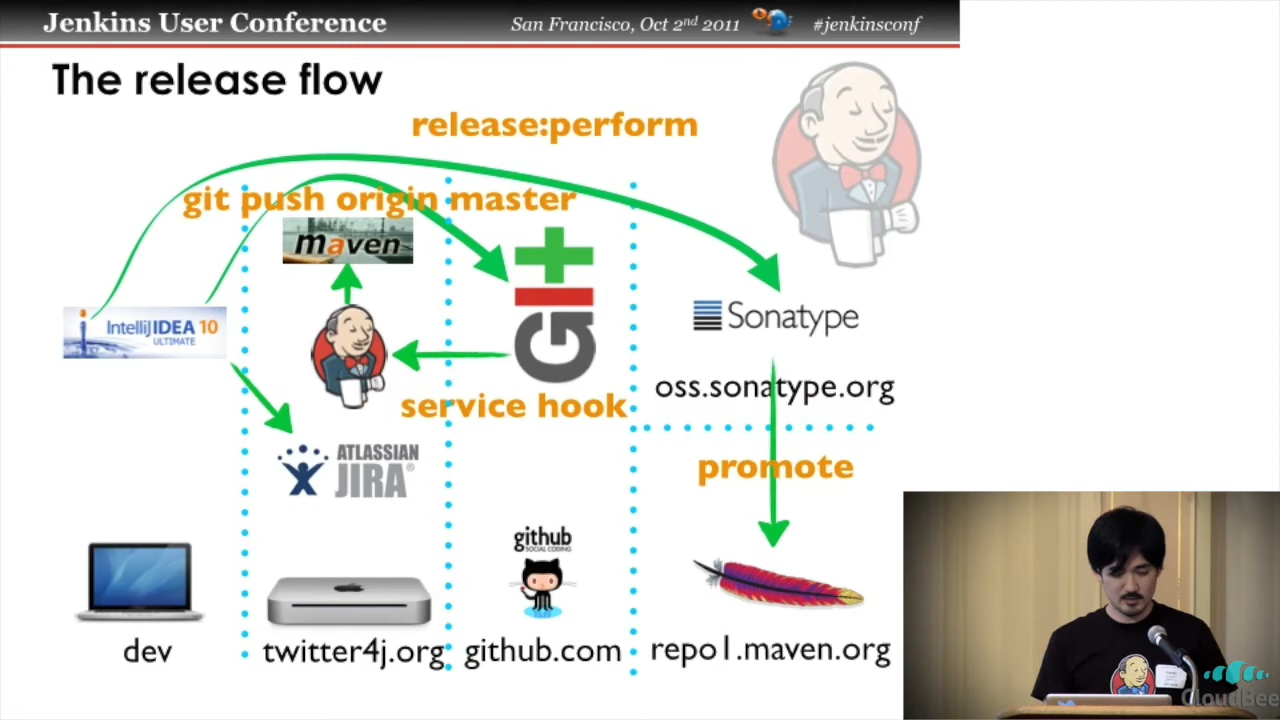 Jenkins User Conference
San Francisco, Oct 2nd 2011
#jenkinsconf
The release flow
release:perform
git push origin master
maven
GIt
IntelliJ IDEA 10
ULTIMATE
Sonatype
oss.sonatype.org
service hook
ATLASSIAN
JIRA®
promote
github
SOCIAL CODING
dev
twitter4j.org
github.com
repo1.maven.org
CloudBee